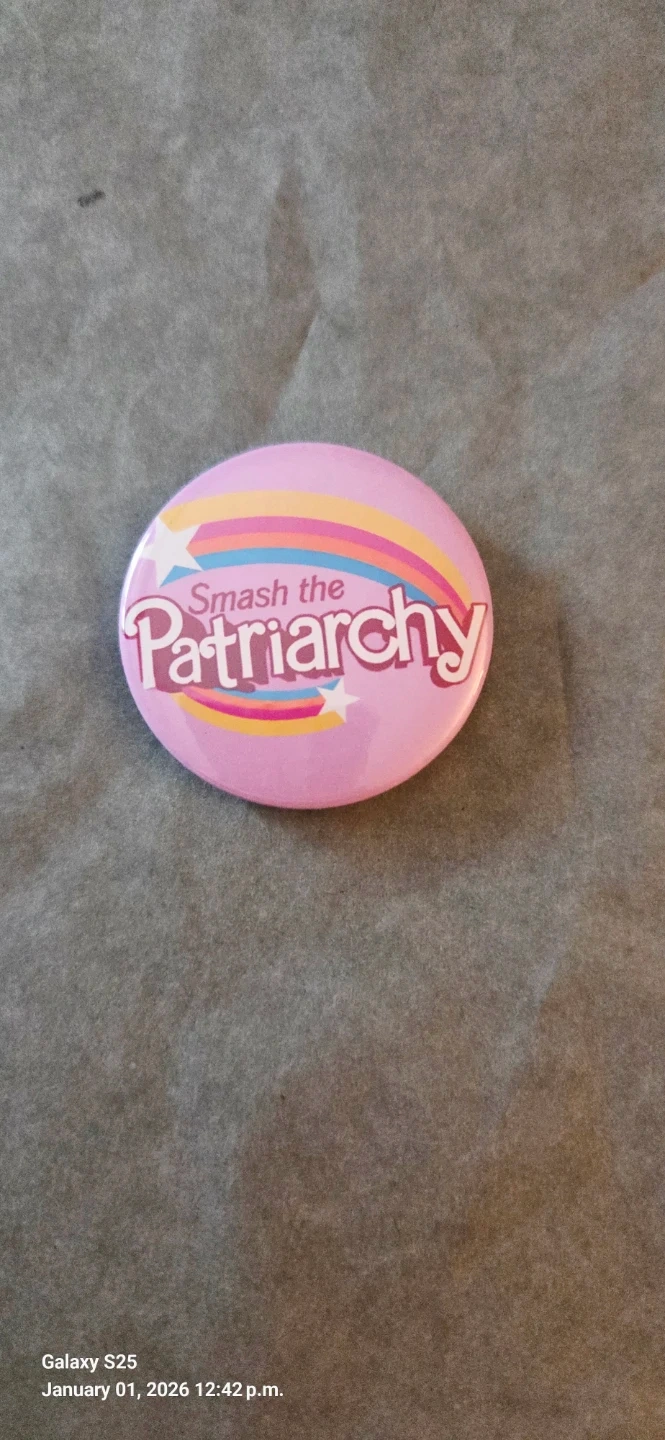 Smash the
Patriarchy
Galaxy S25
January 01, 2026 12:42 p.m.